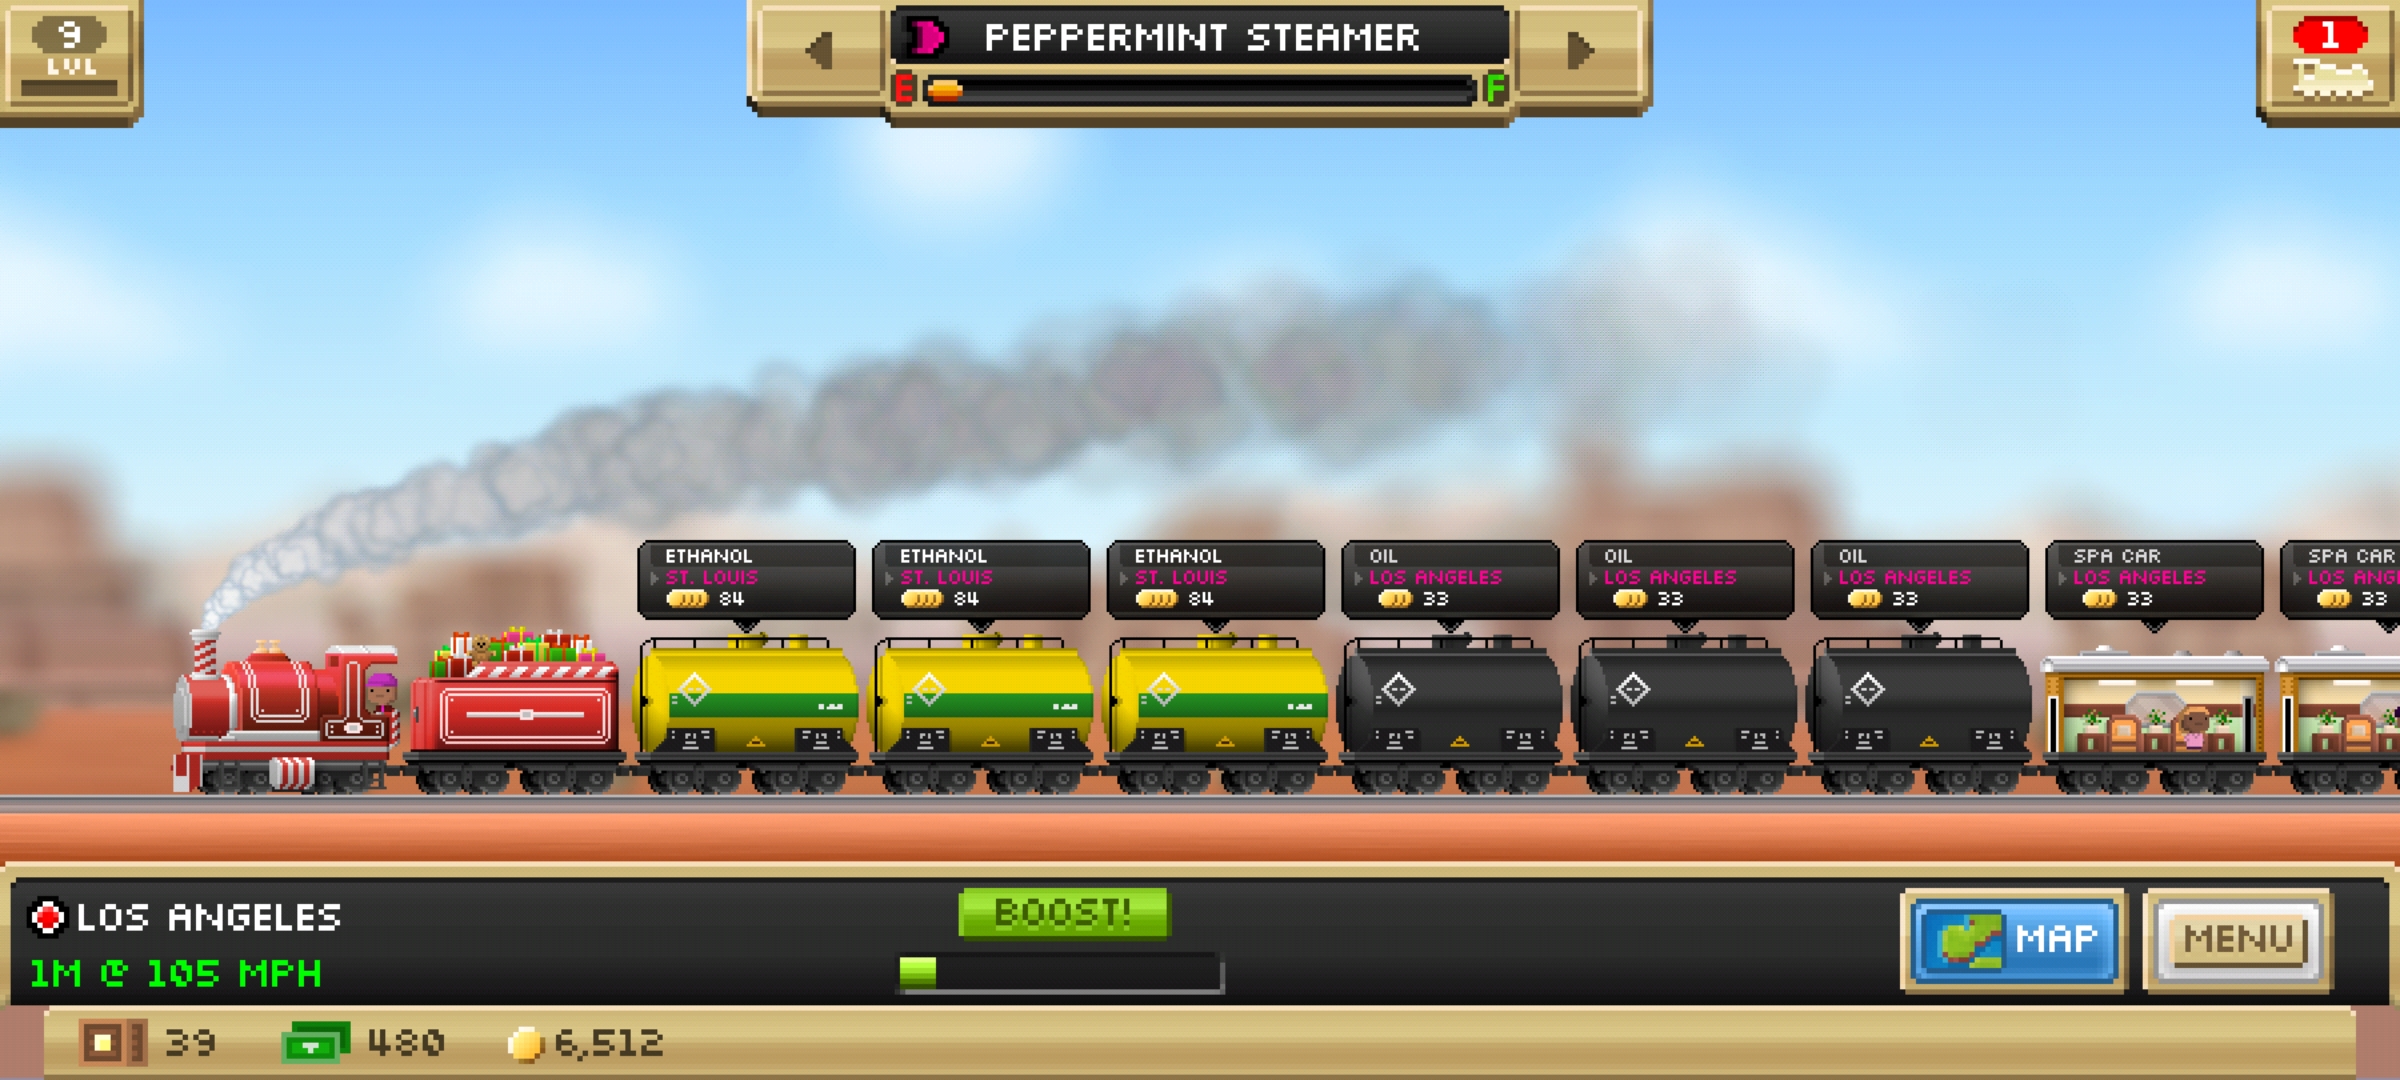 9
LVL
PEPPERMINT STEAMER
E F
1
ETHANOL
ST. LOUIS
84
ETHANOL
ST. LOUIS
84
ETHANOL
ST. LOUIS
84
OIL
LOS ANGELES
33
OIL
LOS ANGELES
33
OIL
LOS ANGELES
33
SPA CAR
LOS ANGELES
33
SPA CAR
LOS ANG
33
LOS ANGELES
1M @ 105 MPH
BOOST!
MAP
MENU
39
480
6,512